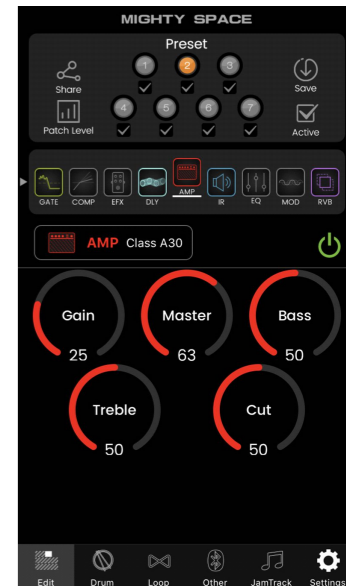 MIGHTY SPACE
Preset
1 2 3
Share
Save
4 5 6 7
Patch Level
Active
GATE COMP EFX DLY AMP IR EQ MOD RVB
AMP Class A30
Gain Master Bass
25 63 50
Treble Cut
50 50
Edit Drum Loop Other JamTrack Settings